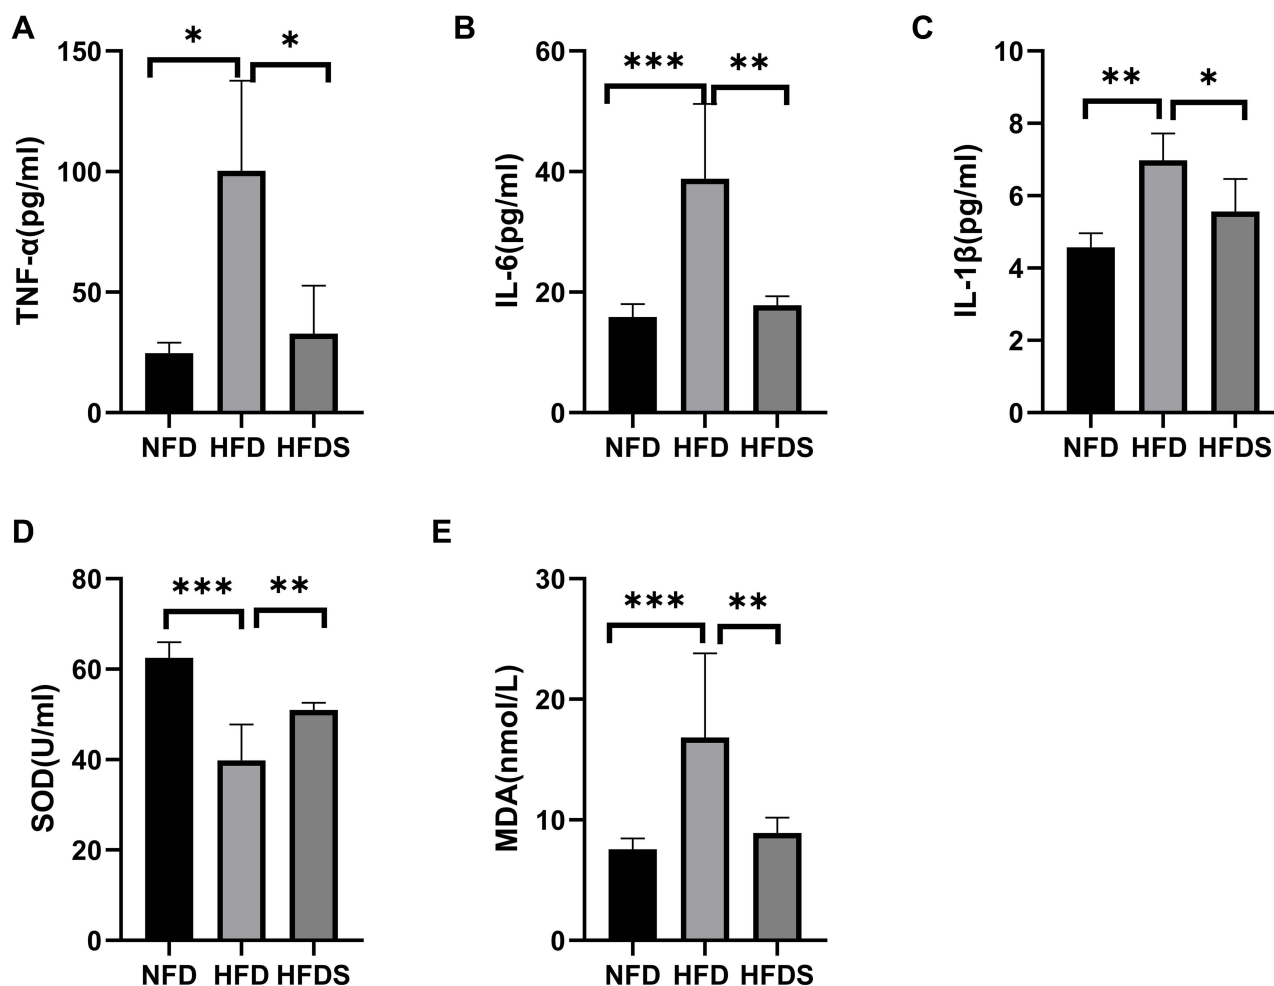 A
B
C
* *
*** **
** *
150
100
50
0
TNF-α(pg/ml)
NFD HFD HFDS
60
40
20
0
IL-6(pg/ml)
NFD HFD HFDS
10
8
6
4
2
0
IL-1β(pg/ml)
NFD HFD HFDS
D
E
*** **
*** **
80
60
40
20
0
SOD(U/ml)
NFD HFD HFDS
30
20
10
0
MDA(nmol/L)
NFD HFD HFDS